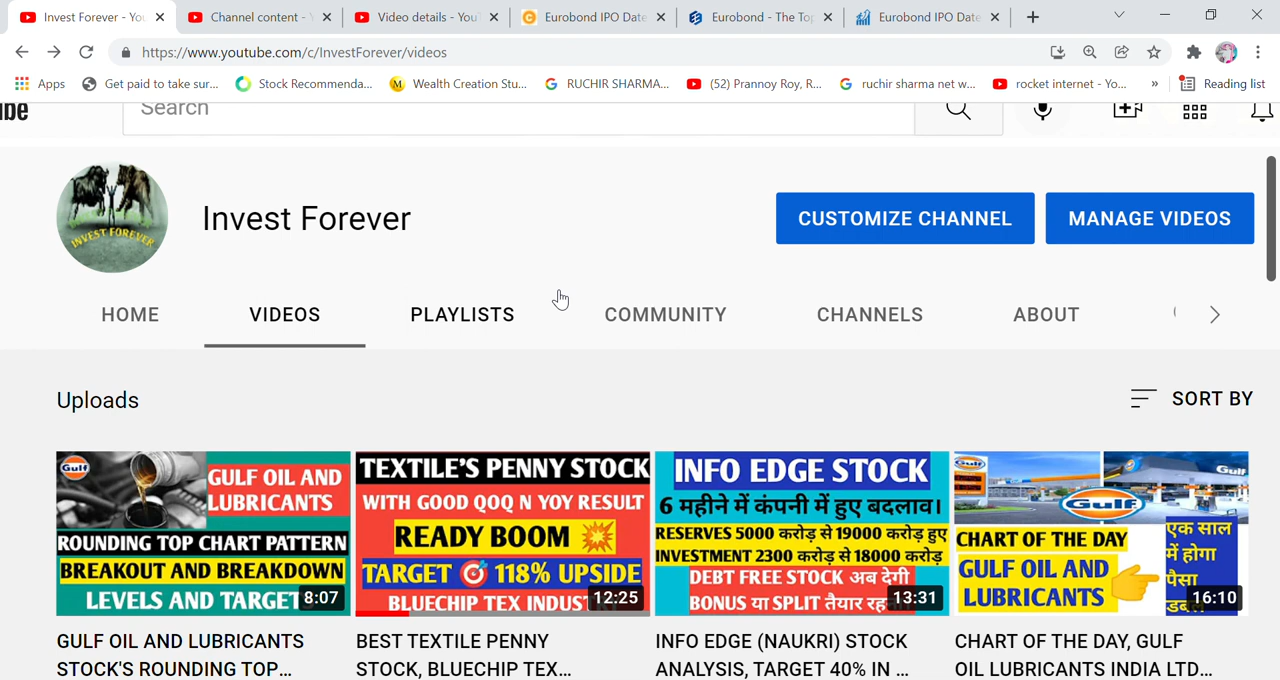 Invest Forever - You
Channel content - Y
Video details - YouT
Eurobond IPO Date
Eurobond - The Top
Eurobond IPO Date
https://www.youtube.com/c/InvestForever/videos
Apps
Get paid to take sur...
Stock Recommenda...
Wealth Creation Stu...
RUCHIR SHARMA...
(52) Prannoy Roy, R...
ruchir sharma net w...
rocket internet - Yo...
»
Reading list
ube
Search
INVEST FOREVER
Invest Forever
CUSTOMIZE CHANNEL
MANAGE VIDEOS
HOME
VIDEOS
PLAYLISTS
COMMUNITY
CHANNELS
ABOUT
Uploads
SORT BY
Gulf
GULF OIL AND
LUBRICANTS
ROUNDING TOP CHART PATTERN
BREAKOUT AND BREAKDOWN
LEVELS AND TARGET
8:07
TEXTILE'S PENNY STOCK
WITH GOOD QOQ N YOY RESULT
READY BOOM
TARGET 118% UPSIDE
BLUECHIP TEX INDUST
12:25
INFO EDGE STOCK
6 महीने में कंपनी में हुए बदलाव।
RESERVES 5000 करोड़ से 19000 करोड़ हुए
INVESTMENT 2300 करोड़ से 18000 करोड़
DEBT FREE STOCK अब देगी
BONUS या SPLIT तैयार रह
13:31
Gulf
Gulf
Gulf
CHART OF THE DAY
GULF OIL AND
LUBRICANTS
एक साल
में होगा
पैसा
डबल
16:10
GULF OIL AND LUBRICANTS
STOCK'S ROUNDING TOP...
BEST TEXTILE PENNY
STOCK, BLUECHIP TEX...
INFO EDGE (NAUKRI) STOCK
ANALYSIS, TARGET 40% IN ...
CHART OF THE DAY, GULF
OIL LUBRICANTS INDIA LTD...